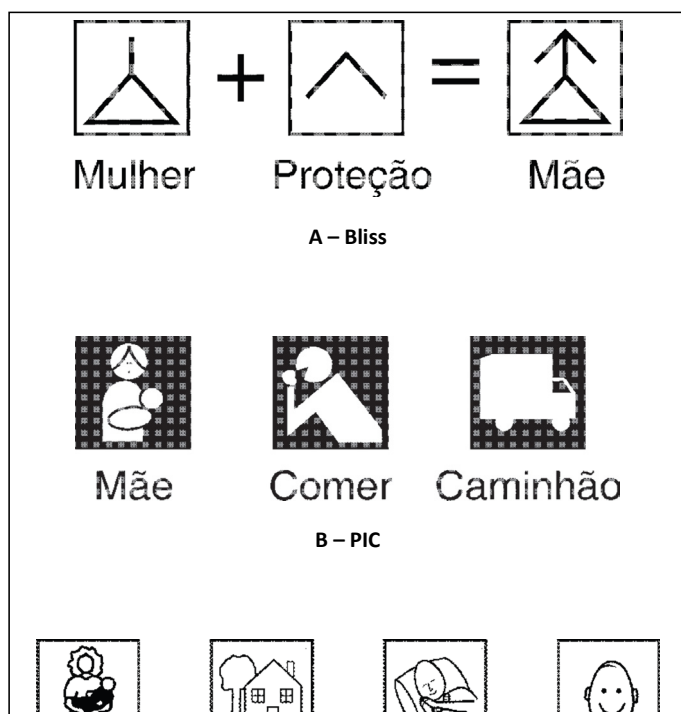 + =
Mulher Proteção Mãe
A – Bliss
Mãe Comer Caminhão
B – PIC